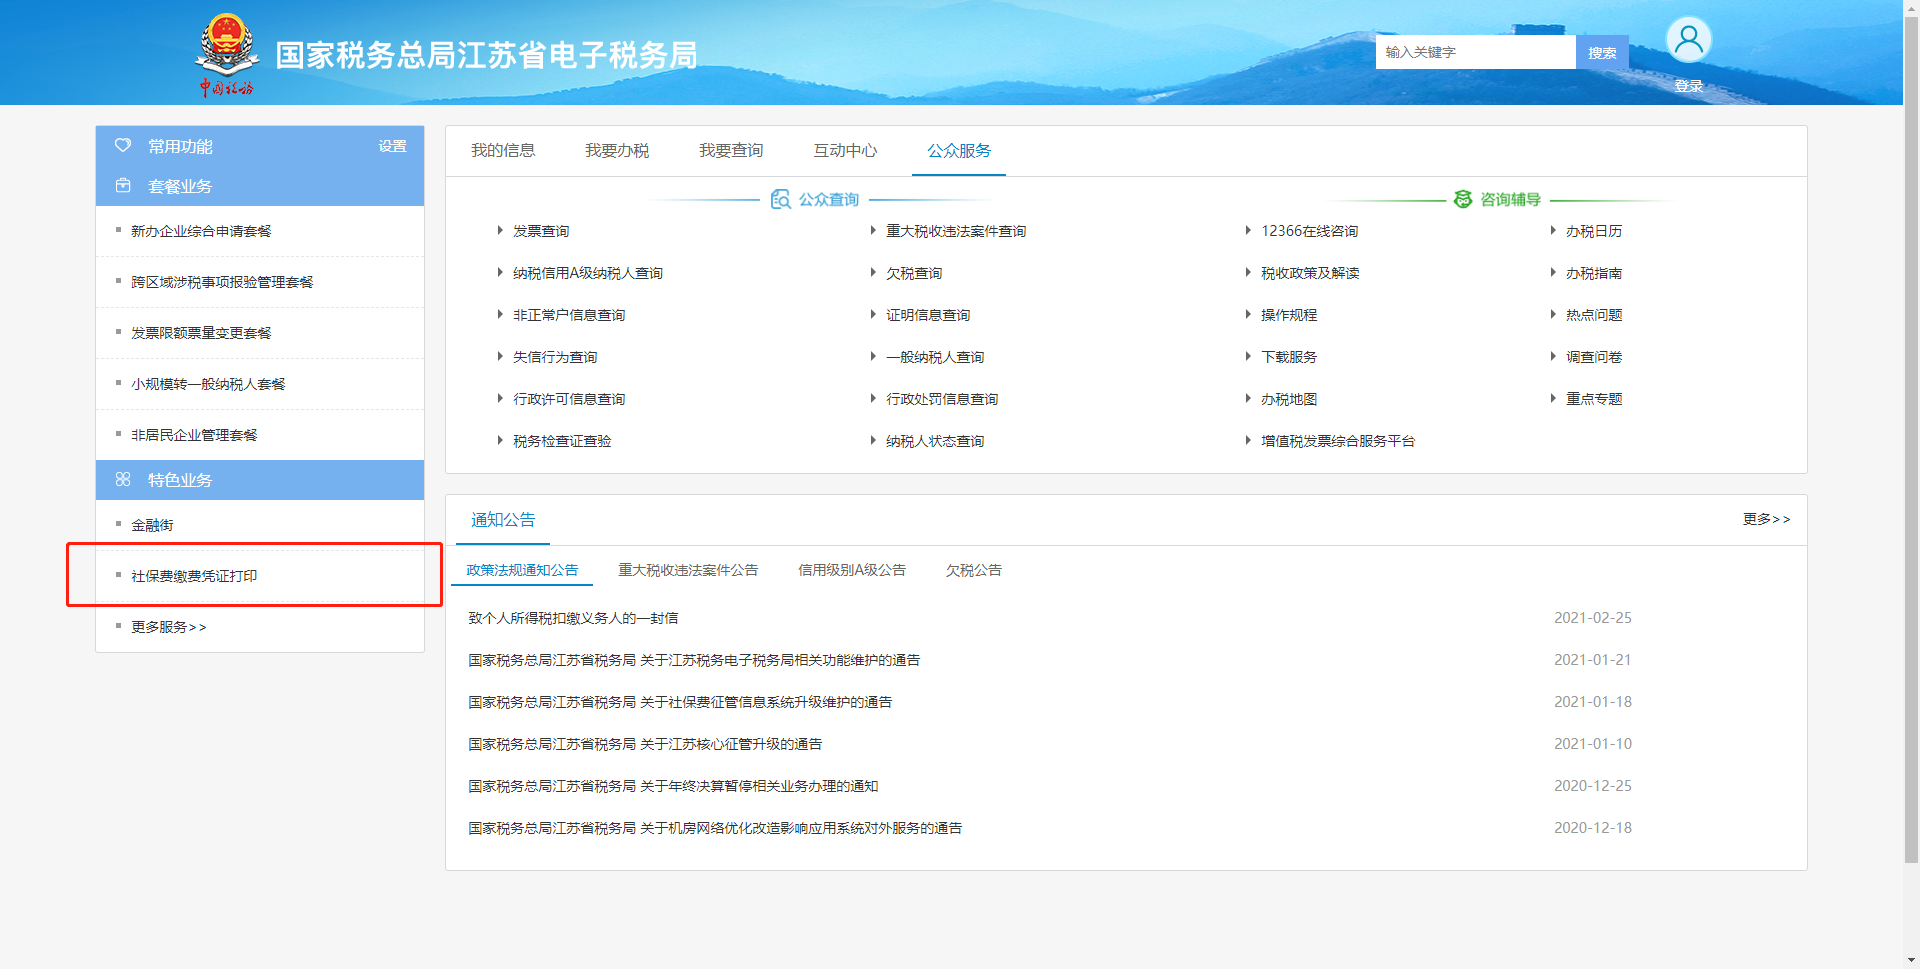 国家税务总局江苏省电子税务局
中国税务
输入关键字
搜索
登录
常用功能
设置
套餐业务
新办企业综合申请套餐
跨区域涉税事项报验管理套餐
发票限额票量变更套餐
小规模转一般纳税人套餐
非居民企业管理套餐
特色业务
金融街
社保费缴费凭证打印
更多服务>>
我的信息
我要办税
我要查询
互动中心
公众服务
公众查询
咨询辅导
发票查询
重大税收违法案件查询
12366在线咨询
办税日历
纳税信用A级纳税人查询
欠税查询
税收政策及解读
办税指南
非正常户信息查询
证明信息查询
操作规程
热点问题
失信行为查询
一般纳税人查询
下载服务
调查问卷
行政许可信息查询
行政处罚信息查询
办税地图
重点专题
税务检查证查验
纳税人状态查询
增值税发票综合服务平台
通知公告
更多>>
政策法规通知公告
重大税收违法案件公告
信用级别A级公告
欠税公告
致个人所得税扣缴义务人的一封信
2021-02-25
国家税务总局江苏省税务局 关于江苏税务电子税务局相关功能维护的通告
2021-01-21
国家税务总局江苏省税务局 关于社保费征管信息系统升级维护的通告
2021-01-18
国家税务总局江苏省税务局 关于江苏核心征管升级的通告
2021-01-10
国家税务总局江苏省税务局 关于年终决算暂停相关业务办理的通知
2020-12-25
国家税务总局江苏省税务局 关于机房网络优化改造影响应用系统对外服务的通告
2020-12-18